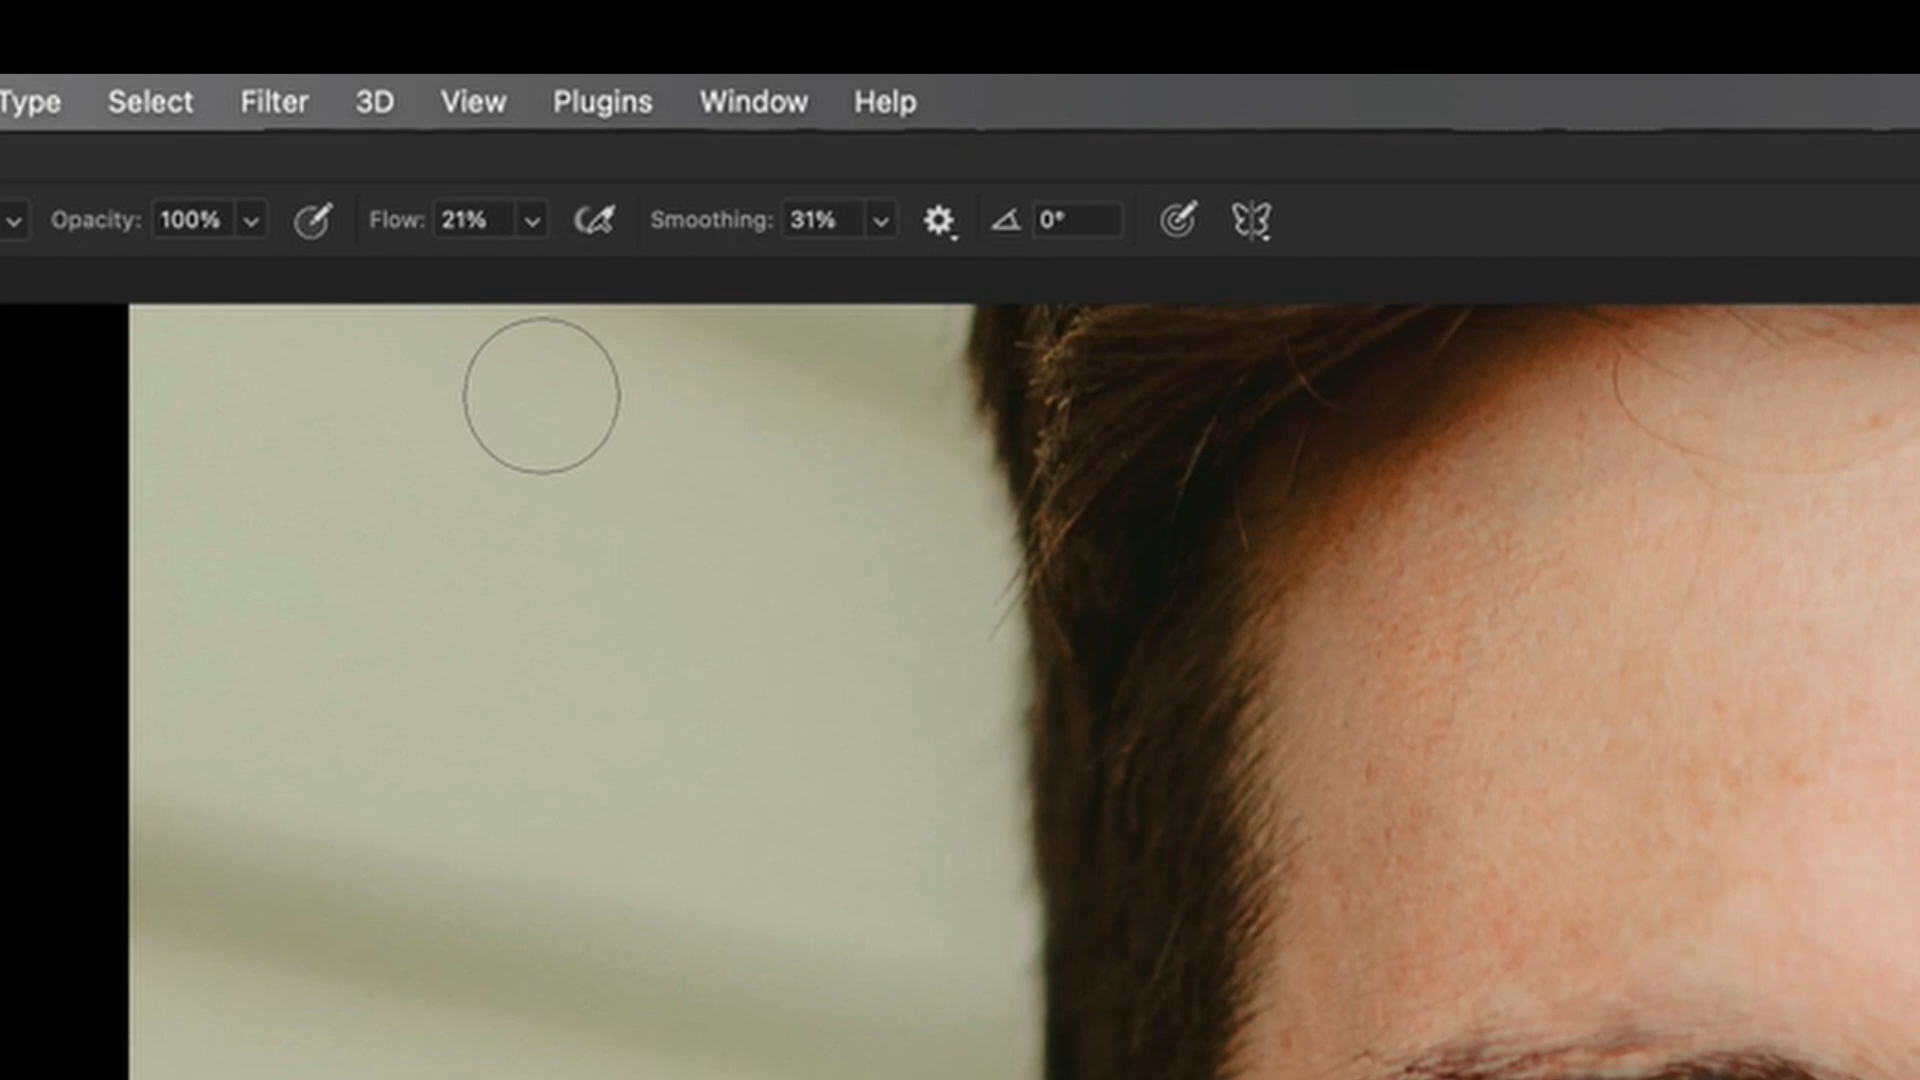 Type Select Filter 3D View Plugins Window Help
Opacity: 100% Flow: 21% Smoothing: 31% 0°